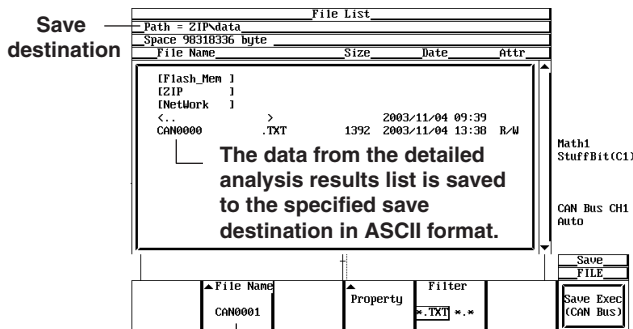 File List
Save destination
Path = ZIP\data
Space 98318336 byte
File Name Size Date Attr
[Flash_Mem ]
[ZIP ]
[NetWork ]
<.. > 2003/11/04 09:39
CAN0000 .TXT 1392 2003/11/04 13:38 R/W
The data from the detailed
analysis results list is saved
to the specified save
destination in ASCII format.
Math1
StuffBit(C1)
CAN Bus CH1
Auto
Save
FILE
File Name
CAN0001
Property
Filter
*.TXT *.*
Save Exec
(CAN Bus)